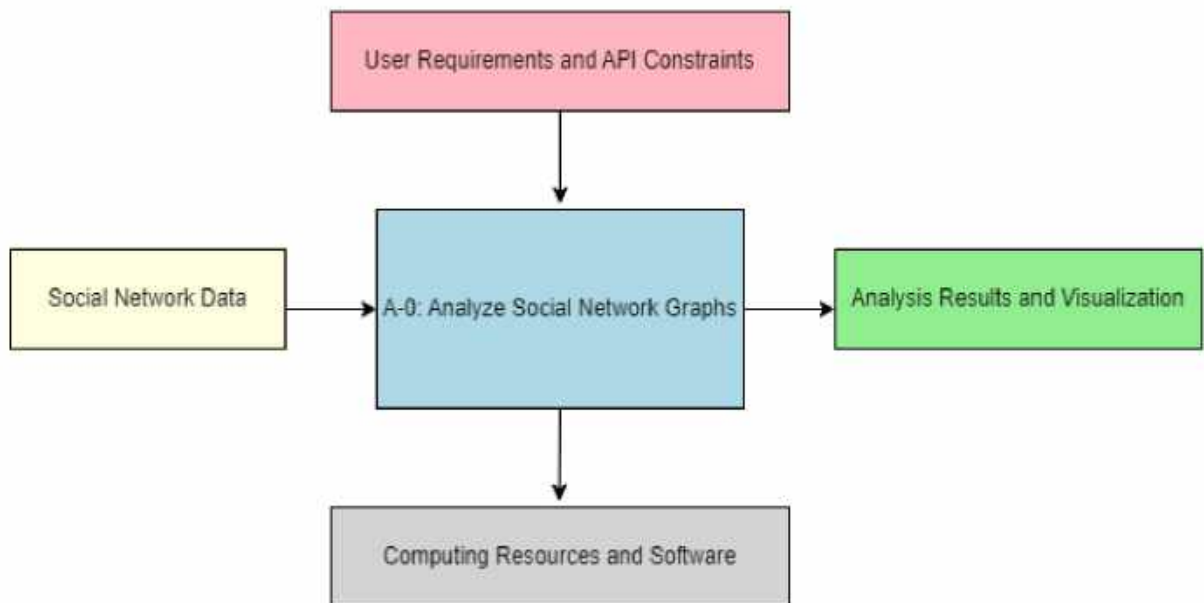 User Requirements and API Constraints
Social Network Data
A-0: Analyze Social Network Graphs
Analysis Results and Visualization
Computing Resources and Software